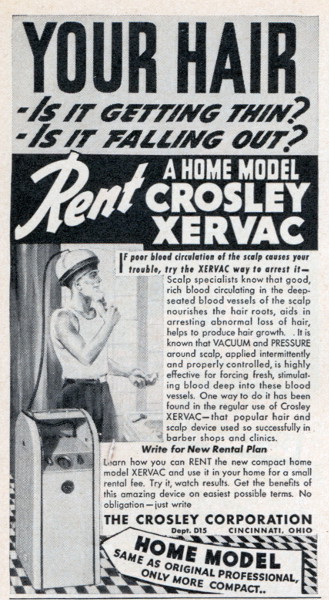 YOUR HAIR
-IS IT GETTING THIN?
-IS IT FALLING OUT?
Rent
A HOME MODEL
CROSLEY
XERVAC
IF poor blood circulation of the scalp causes your
trouble, try the XERVAC way to arrest it—
Scalp specialists know that good,
rich blood circulating in the deep-
seated blood vessels of the scalp
nourishes the hair roots, aids in
arresting abnormal loss of hair,
helps to produce hair growth. . It is
known that VACUUM and PRESSURE
around scalp, applied intermittently
and properly controlled, is highly
effective for forcing fresh, stimulat-
ing blood deep into these blood
vessels. One way to do it has been
found in the regular use of Crosley
XERVAC—that popular hair and
scalp device used so successfully in
barber shops and clinics.
Write for New Rental Plan
Learn how you can RENT the new compact home
model XERVAC and use it in your home for a small
rental fee. Try it, watch results. Get the benefits of
this amazing device on easiest possible terms. No
obligation—just write
THE CROSLEY CORPORATION
Dept. D15 CINCINNATI, OHIO
HOME MODEL
SAME AS ORIGINAL PROFESSIONAL,
ONLY MORE COMPACT..